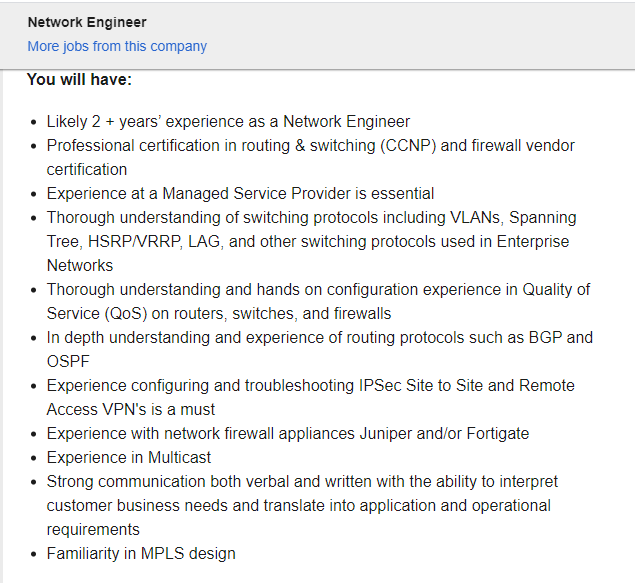 Network Engineer
More jobs from this company
You will have:
• Likely 2 + years’ experience as a Network Engineer
• Professional certification in routing & switching (CCNP) and firewall vendor
certification
• Experience at a Managed Service Provider is essential
• Thorough understanding of switching protocols including VLANs, Spanning
Tree, HSRP/VRRP, LAG, and other switching protocols used in Enterprise
Networks
• Thorough understanding and hands on configuration experience in Quality of
Service (QoS) on routers, switches, and firewalls
• In depth understanding and experience of routing protocols such as BGP and
OSPF
• Experience configuring and troubleshooting IPSec Site to Site and Remote
Access VPN's is a must
• Experience with network firewall appliances Juniper and/or Fortigate
• Experience in Multicast
• Strong communication both verbal and written with the ability to interpret
customer business needs and translate into application and operational
requirements
• Familiarity in MPLS design